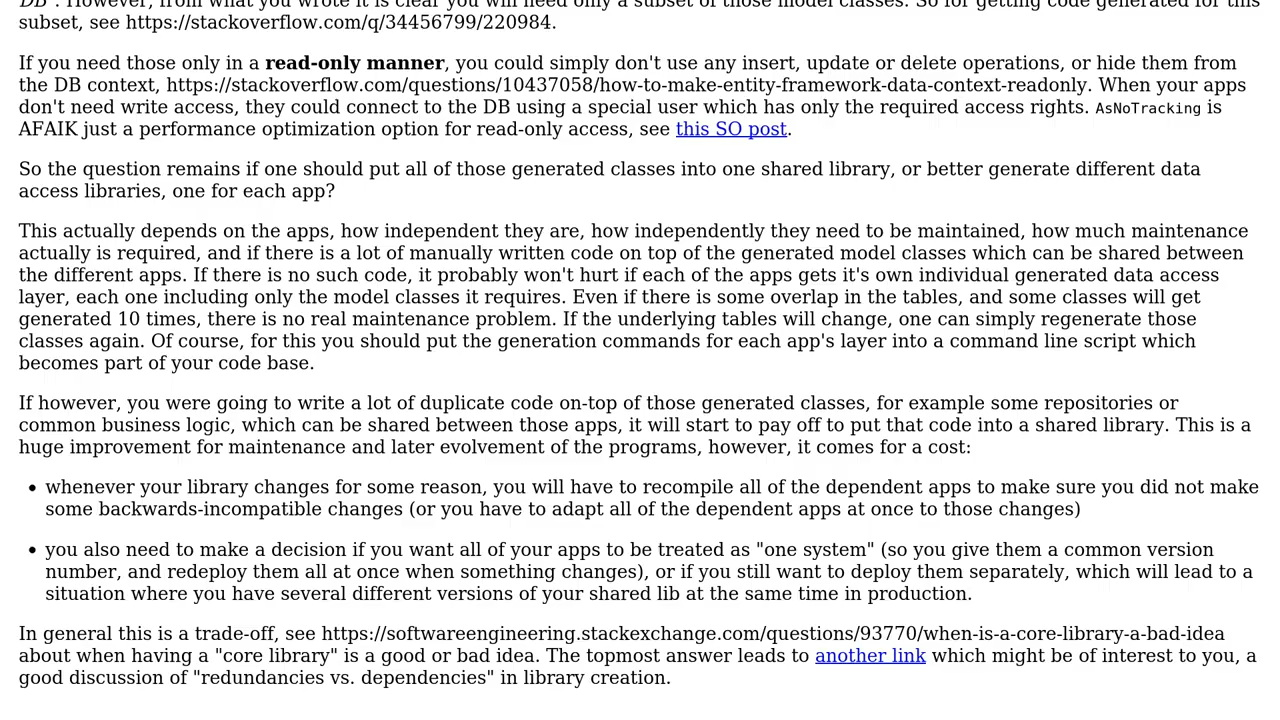 DB". However, from what you wrote it is clear you will need only a subset of those model classes. So for getting code generated for this
subset, see https://stackoverflow.com/q/34456799/220984.
If you need those only in a read-only manner, you could simply don't use any insert, update or delete operations, or hide them from
the DB context, https://stackoverflow.com/questions/10437058/how-to-make-entity-framework-data-context-readonly. When your apps
don't need write access, they could connect to the DB using a special user which has only the required access rights. AsNoTracking is
AFAIK just a performance optimization option for read-only access, see this SO post.
So the question remains if one should put all of those generated classes into one shared library, or better generate different data
access libraries, one for each app?
This actually depends on the apps, how independent they are, how independently they need to be maintained, how much maintenance
actually is required, and if there is a lot of manually written code on top of the generated model classes which can be shared between
the different apps. If there is no such code, it probably won't hurt if each of the apps gets it's own individual generated data access
layer, each one including only the model classes it requires. Even if there is some overlap in the tables, and some classes will get
generated 10 times, there is no real maintenance problem. If the underlying tables will change, one can simply regenerate those
classes again. Of course, for this you should put the generation commands for each app's layer into a command line script which
becomes part of your code base.
If however, you were going to write a lot of duplicate code on-top of those generated classes, for example some repositories or
common business logic, which can be shared between those apps, it will start to pay off to put that code into a shared library. This is a
huge improvement for maintenance and later evolvement of the programs, however, it comes for a cost:
• whenever your library changes for some reason, you will have to recompile all of the dependent apps to make sure you did not make
some backwards-incompatible changes (or you have to adapt all of the dependent apps at once to those changes)
• you also need to make a decision if you want all of your apps to be treated as "one system" (so you give them a common version
number, and redeploy them all at once when something changes), or if you still want to deploy them separately, which will lead to a
situation where you have several different versions of your shared lib at the same time in production.
In general this is a trade-off, see https://softwareengineering.stackexchange.com/questions/93770/when-is-a-core-library-a-bad-idea
about when having a "core library" is a good or bad idea. The topmost answer leads to another link which might be of interest to you, a
good discussion of "redundancies vs. dependencies" in library creation.